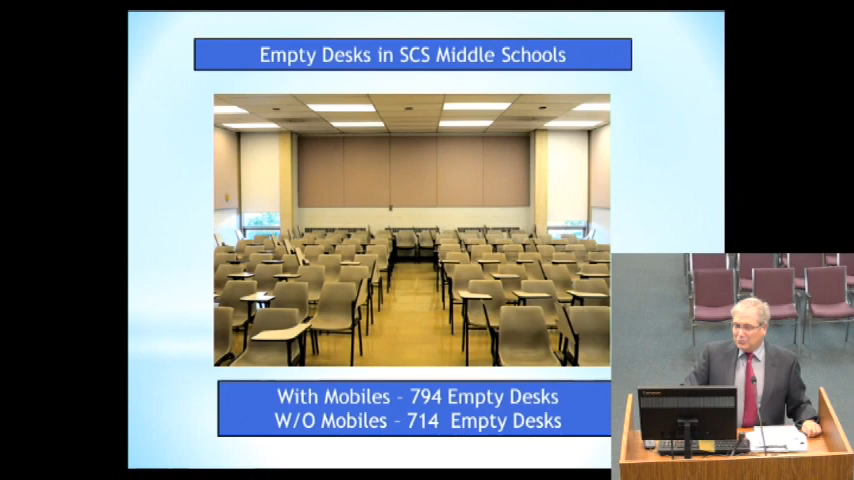 Empty Desks in SCS Middle Schools
With Mobiles - 794 Empty Desks
W/O Mobiles - 714 Empty Desks